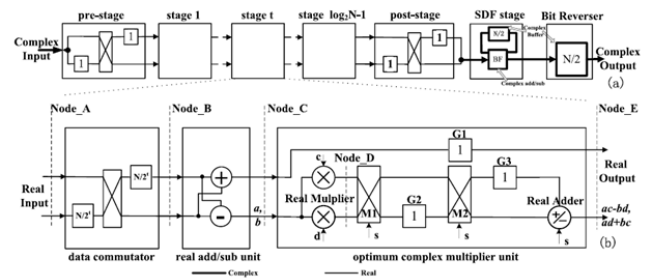 pre-stage
stage 1
stage t
stage log₂N-1
post-stage
SDF stage
Bit Reverser
Complex Input
1
1
1
1
N/2
Complex Buffer
BF
Complex add/sub
N/2
Complex Output
(a)
Node_A
Node_B
Node_C
Node_E
Real Input
N/2ᵗ
N/2ᵗ
data commutator
+
-
real add/sub unit
a,
b
c
d
Real Mulplier
Node_D
M1
s
G1
1
G2
1
M2
s
G3
1
Real Adder
+-
s
optimum complex multiplier unit
Real Output
ac-bd,
ad+bc
(b)
Complex
Real